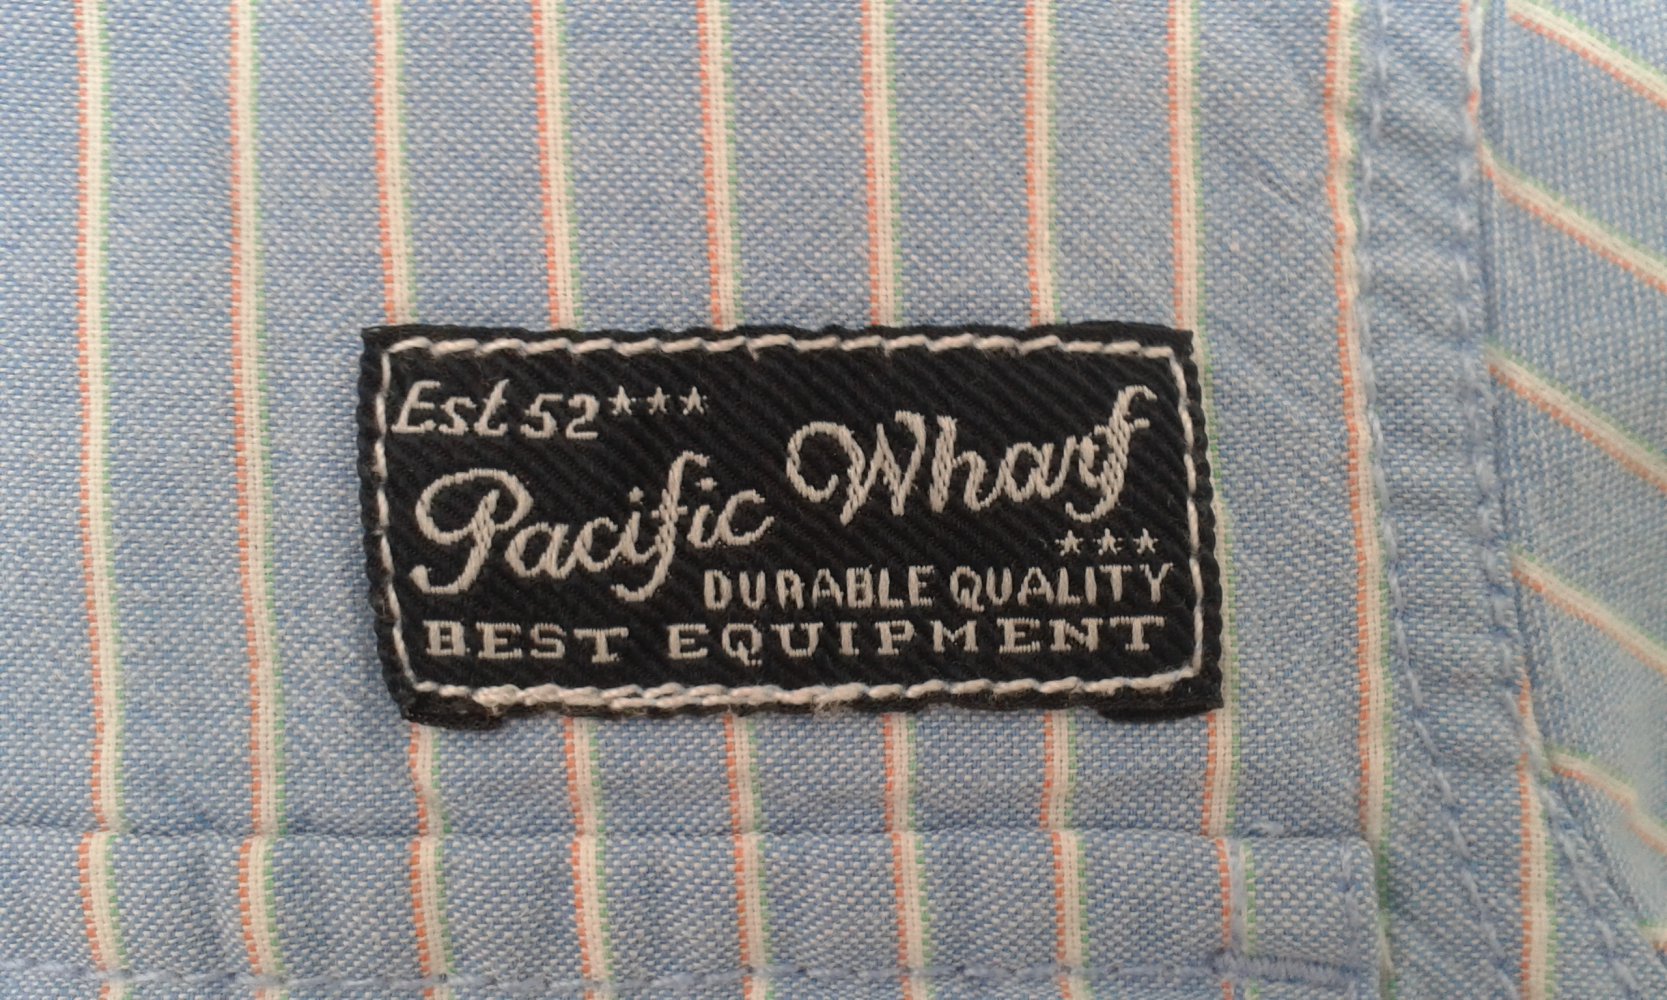 Est 52***
Pacific Wharf
***
DURABLE QUALITY
BEST EQUIPMENT